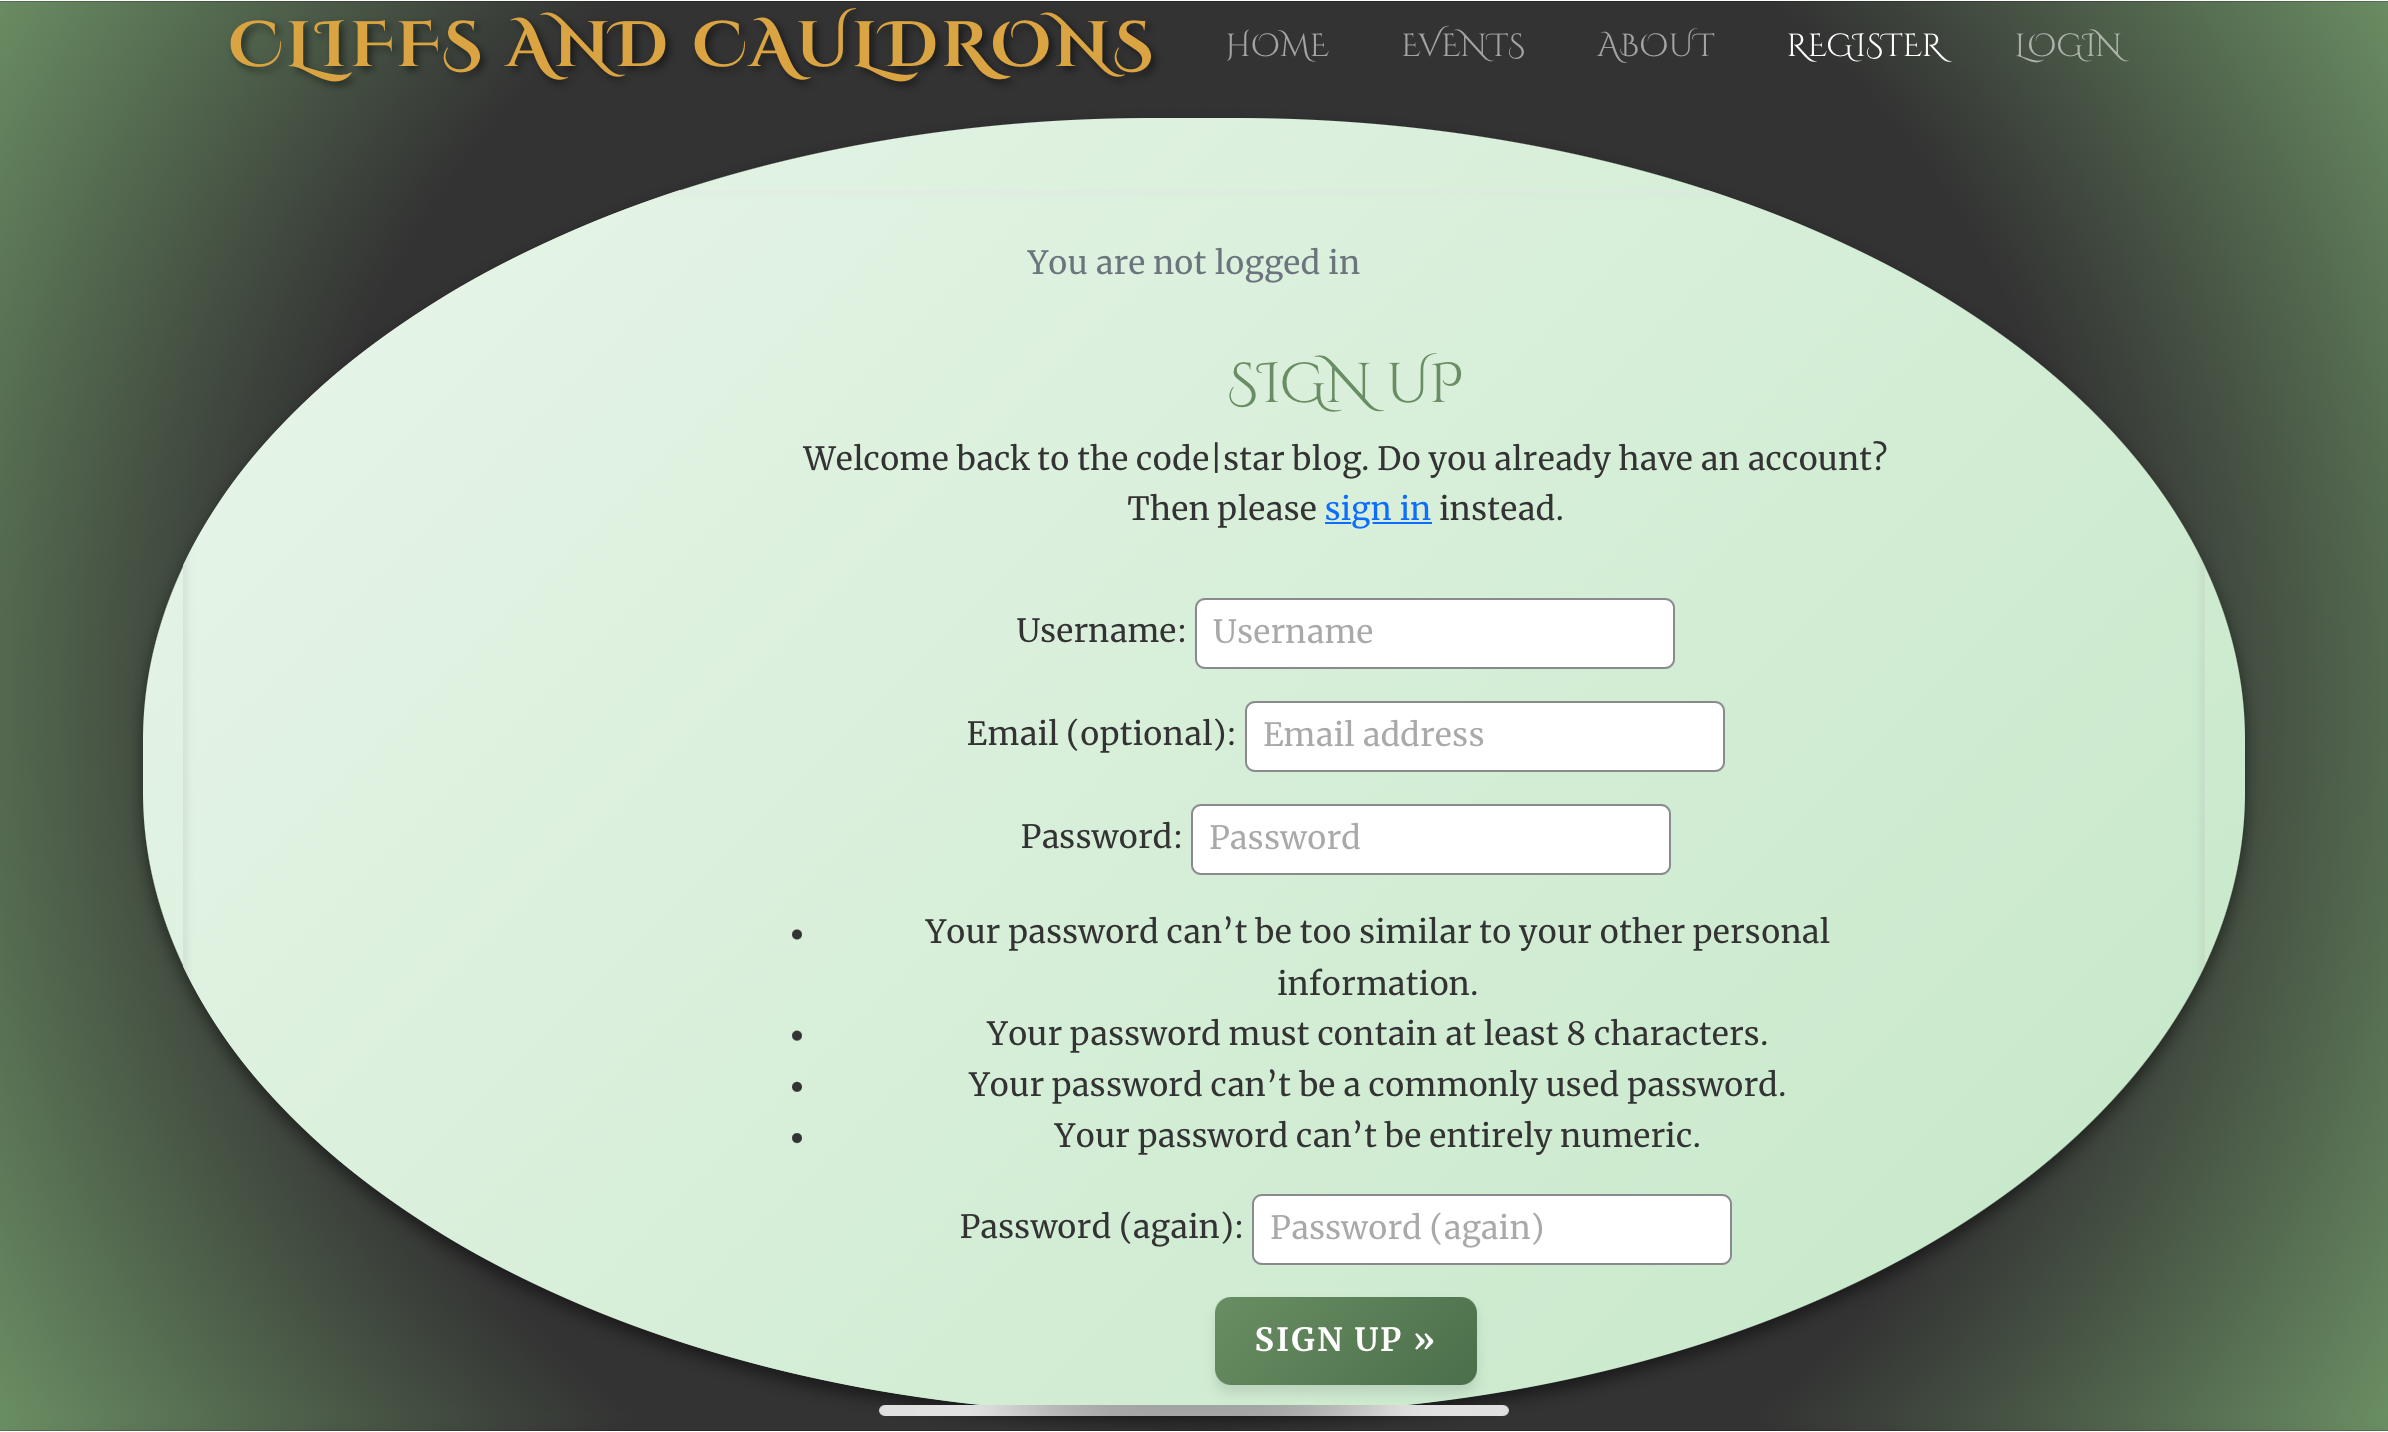 CLIFFS AND CAULDRONS
HOME EVENTS ABOUT REGISTER LOGIN
You are not logged in
SIGN UP
Welcome back to the code|star blog. Do you already have an account?
Then please sign in instead.
Username: Username
Email (optional): Email address
Password: Password
• Your password can’t be too similar to your other personal
information.
• Your password must contain at least 8 characters.
• Your password can’t be a commonly used password.
• Your password can’t be entirely numeric.
Password (again): Password (again)
SIGN UP »